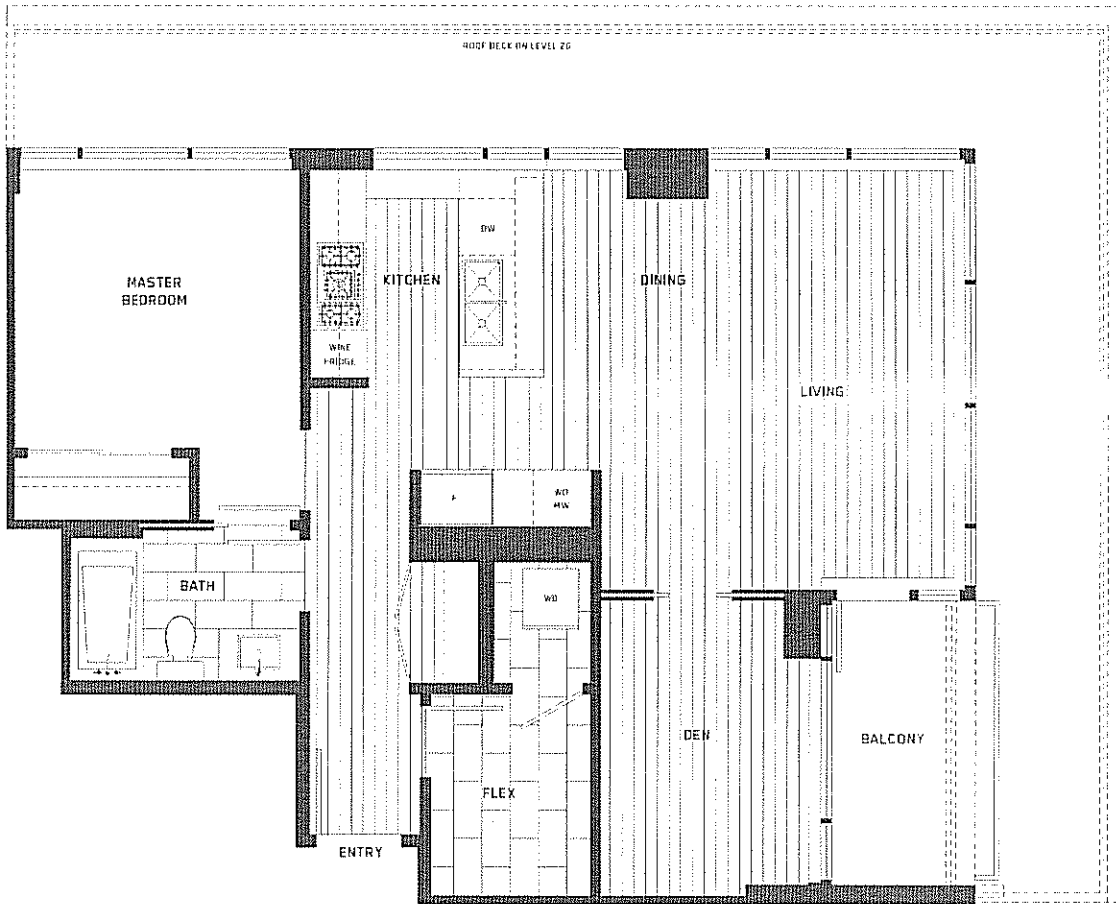 ROOF DECK ON LEVEL 26
MASTER
BEDROOM
KITCHEN
DW
DINING
WINE
FRIDGE
LIVING
F
WO
MW
BATH
WD
DEN
BALCONY
FLEX
ENTRY